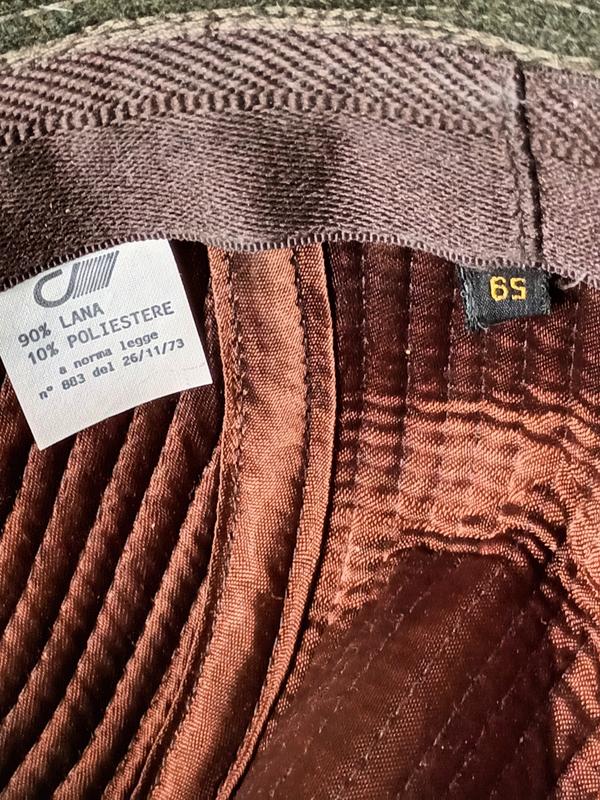 90% LANA
10% POLIESTERE
a norma legge
n° 883 del 26/11/73
59